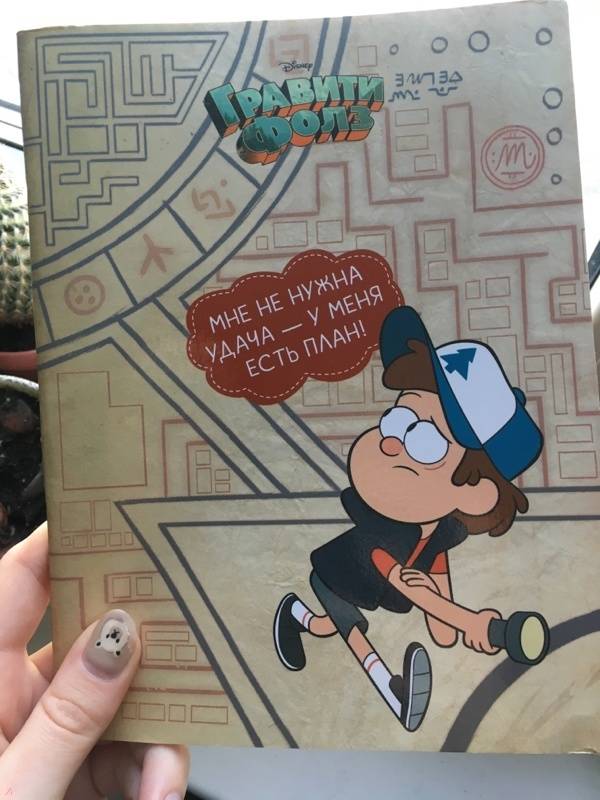 Disney
ГРАВИТИ
ФОЛЗ
МНЕ НЕ НУЖНА
УДАЧА — У МЕНЯ
ЕСТЬ ПЛАН!
m